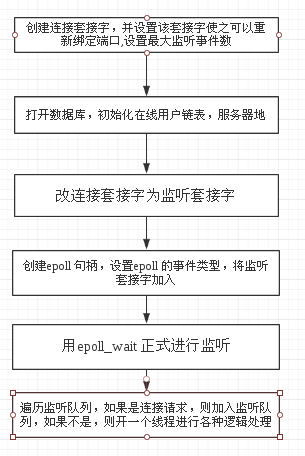 创建连接套接字，并设置该套接字使之可以重
新绑定端口,设置最大监听事件数
打开数据库，初始化在线用户链表，服务器地
改连接套接字为监听套接字
创建epoll 句柄，设置epoll 的事件类型，将监听
套接字加入
用epoll_wait 正式进行监听
遍历监听队列，如果是连接请求，则加入监听队
列，如果不是，则开一个线程进行各种逻辑处理